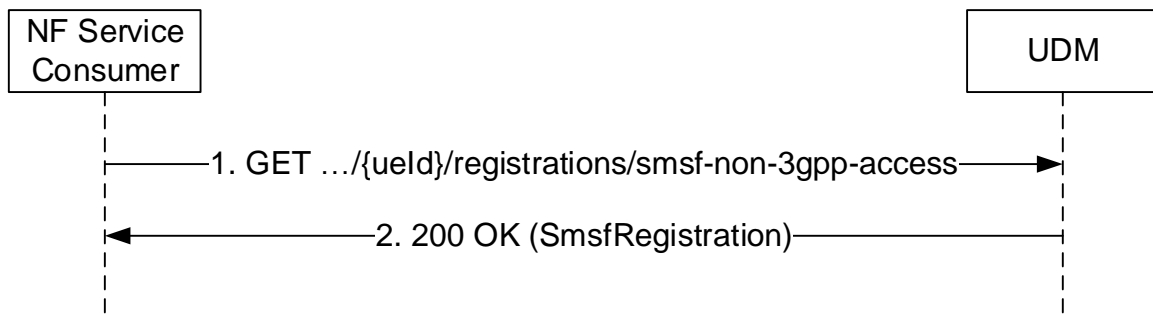 NF Service
Consumer
UDM
1. GET …/{ueId}/registrations/smsf-non-3gpp-access
2. 200 OK (SmsfRegistration)